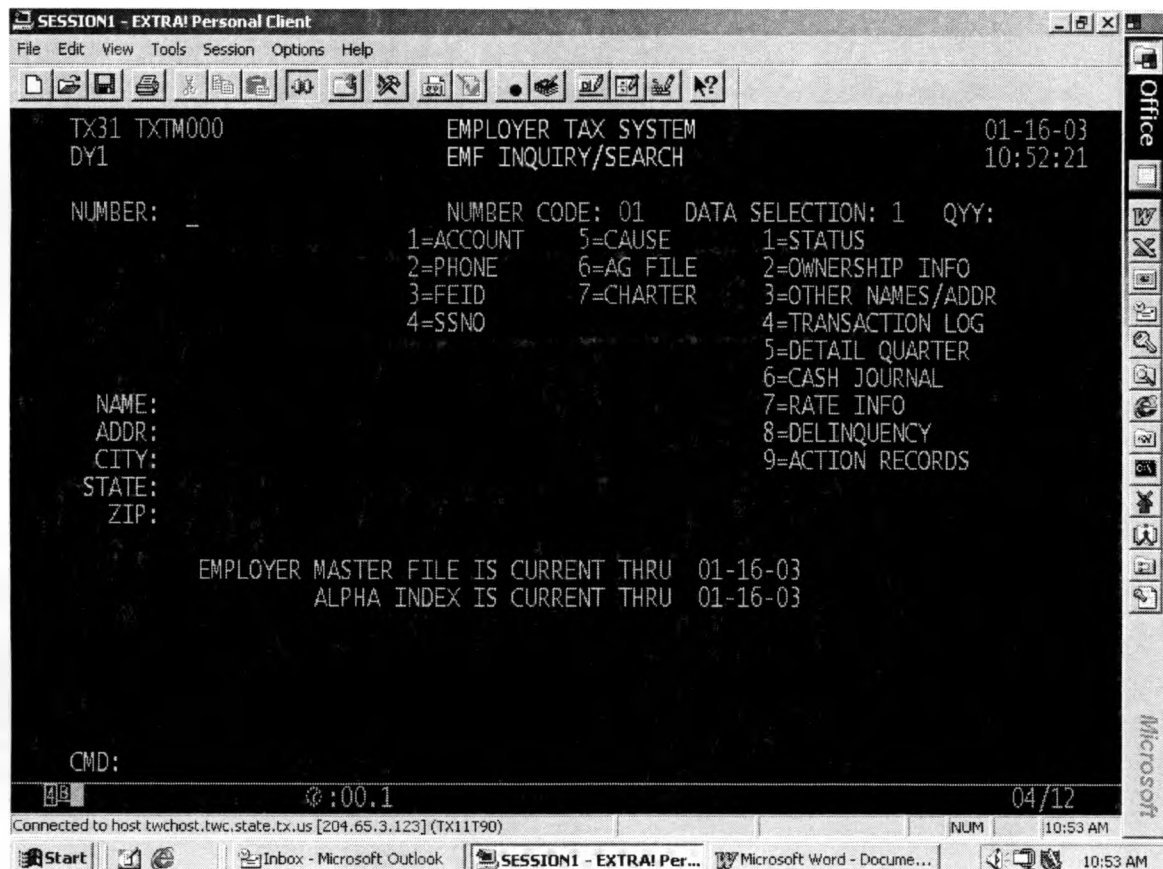 SESSION1 - EXTRA! Personal Client
File Edit View Tools Session Options Help
Office
TX31 TXTM000 EMPLOYER TAX SYSTEM 01-16-03
DY1 EMF INQUIRY/SEARCH 10:52:21
NUMBER: _ NUMBER CODE: 01 DATA SELECTION: 1 QYY:
1=ACCOUNT 5=CAUSE 1=STATUS
2=PHONE 6=AG FILE 2=OWNERSHIP INFO
3=FEID 7=CHARTER 3=OTHER NAMES/ADDR
4=SSNO 4=TRANSACTION LOG
5=DETAIL QUARTER
6=CASH JOURNAL
NAME: 7=RATE INFO
ADDR: 8=DELINQUENCY
CITY: 9=ACTION RECORDS
STATE:
ZIP:
EMPLOYER MASTER FILE IS CURRENT THRU 01-16-03
ALPHA INDEX IS CURRENT THRU 01-16-03
CMD:
4B :00.1 04/12
Microsoft
Connected to host twchost.twc.state.tx.us [204.65.3.123] (TX11T90) NUM 10:53 AM
Start Inbox - Microsoft Outlook SESSION1 - EXTRA! Per... Microsoft Word - Docume... 10:53 AM